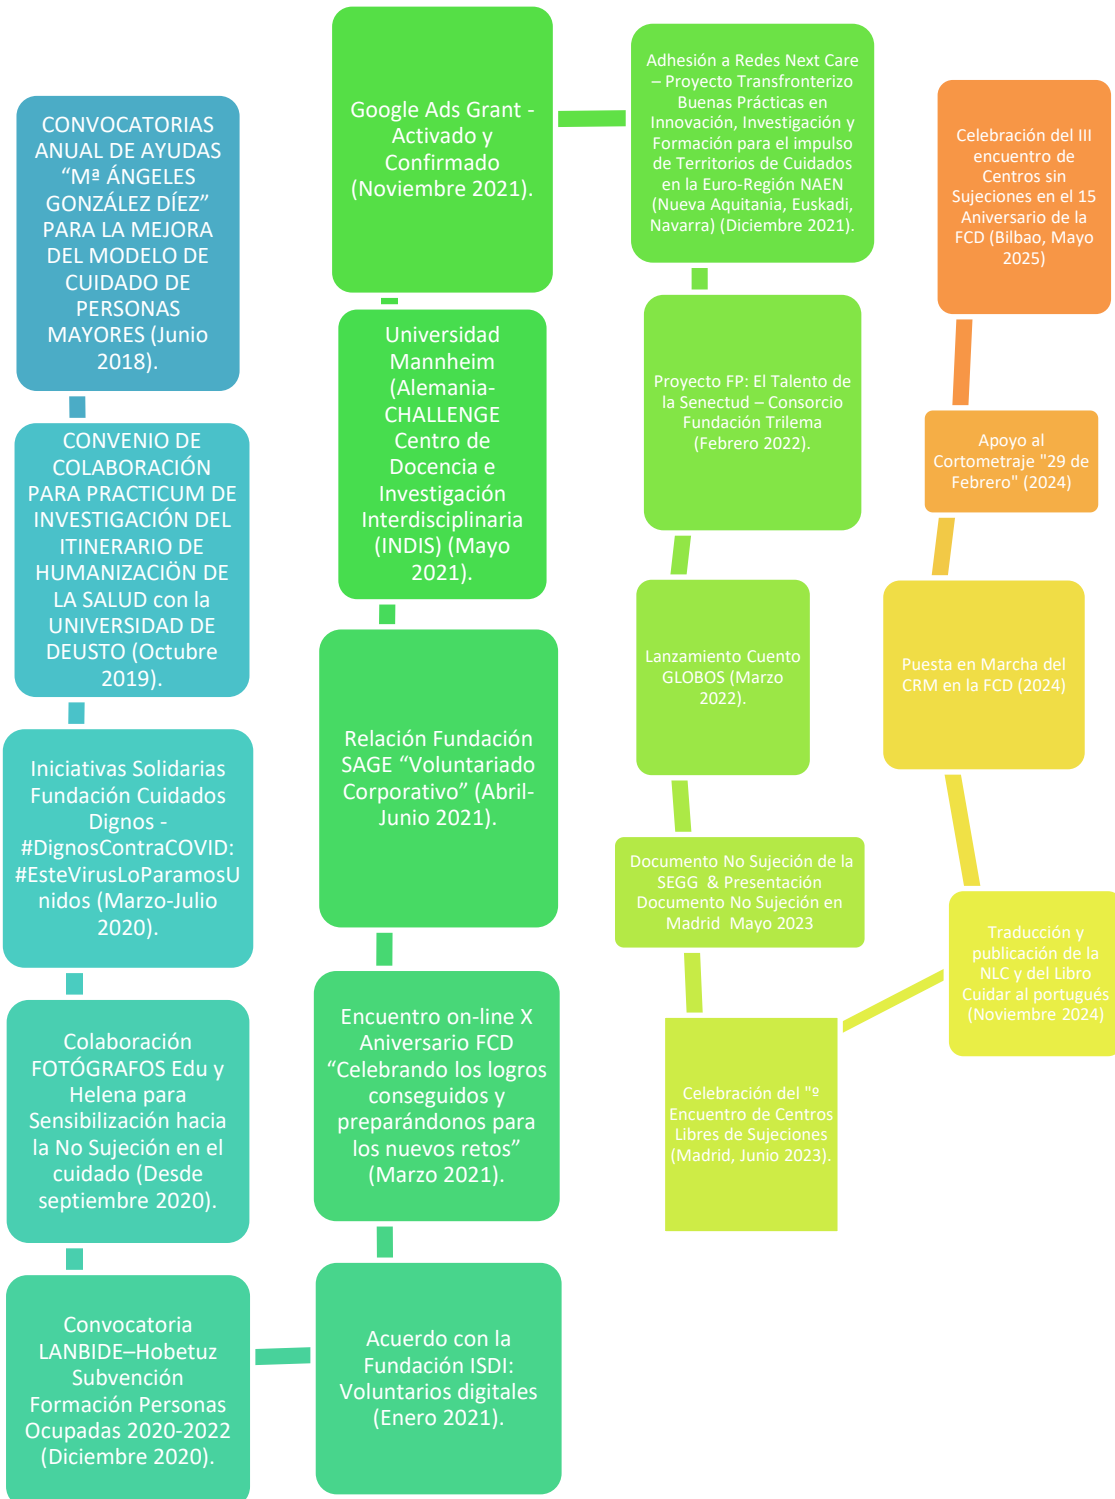 CONVOCATORIAS
ANUAL DE AYUDAS
“Mª ÁNGELES
GONZÁLEZ DÍEZ”
PARA LA MEJORA
DEL MODELO DE
CUIDADO DE
PERSONAS
MAYORES (Junio
2018).
CONVENIO DE
COLABORACIÓN
PARA PRACTICUM DE
INVESTIGACIÓN DEL
ITINERARIO DE
HUMANIZACIÖN DE
LA SALUD con la
UNIVERSIDAD DE
DEUSTO (Octubre
2019).
Iniciativas Solidarias
Fundación Cuidados
Dignos -
#DignosContraCOVID:
#EsteVirusLoParamosU
nidos (Marzo-Julio
2020).
Colaboración
FOTÓGRAFOS Edu y
Helena para
Sensibilización hacia
la No Sujeción en el
cuidado (Desde
septiembre 2020).
Convocatoria
LANBIDE–Hobetuz
Subvención
Formación Personas
Ocupadas 2020-2022
(Diciembre 2020).
Acuerdo con la
Fundación ISDI:
Voluntarios digitales
(Enero 2021).
Encuentro on-line X
Aniversario FCD
“Celebrando los logros
conseguidos y
preparándonos para
los nuevos retos”
(Marzo 2021).
Relación Fundación
SAGE “Voluntariado
Corporativo” (Abril-
Junio 2021).
Universidad
Mannheim
(Alemania-
CHALLENGE
Centro de
Docencia e
Investigación
Interdisciplinaria
(INDIS) (Mayo
2021).
Google Ads Grant -
Activado y
Confirmado
(Noviembre 2021).
Adhesión a Redes Next Care
– Proyecto Transfronterizo
Buenas Prácticas en
Innovación, Investigación y
Formación para el impulso
de Territorios de Cuidados
en la Euro-Región NAEN
(Nueva Aquitania, Euskadi,
Navarra) (Diciembre 2021).
Proyecto FP: El Talento de
la Senectud – Consorcio
Fundación Trilema
(Febrero 2022).
Lanzamiento Cuento
GLOBOS (Marzo
2022).
Documento No Sujeción de la
SEGG & Presentación
Documento No Sujeción en
Madrid Mayo 2023
Celebración del "º
Encuentro de Centros
Libres de Sujeciones
(Madrid, Junio 2023).
Traducción y
publicación de la
NLC y del Libro
Cuidar al portugués
(Noviembre 2024)
Puesta en Marcha del
CRM en la FCD (2024)
Apoyo al
Cortometraje "29 de
Febrero" (2024)
Celebración del III
encuentro de
Centros sin
Sujeciones en el 15
Aniversario de la
FCD (Bilbao, Mayo
2025)